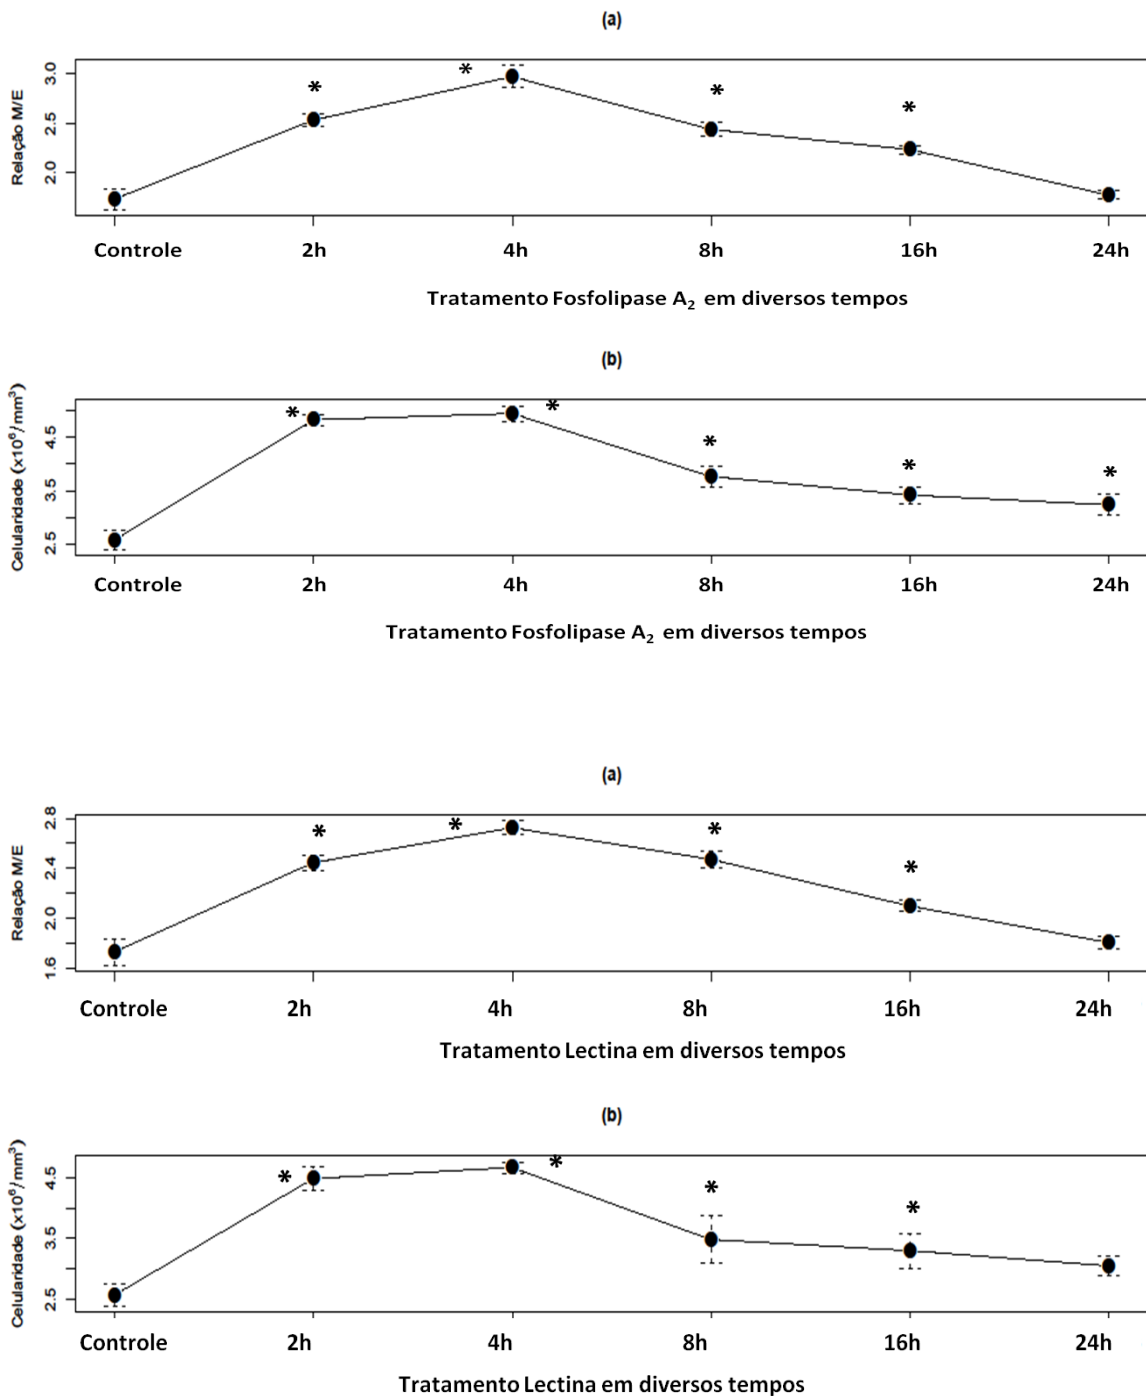 (a)
Relação M/E
3.0
2.5
2.0
* * * *
Controle 2h 4h 8h 16h 24h
Tratamento Fosfolipase A₂ em diversos tempos
(b)
Celularidade (x10⁶/mm³)
4.5
3.5
2.5
* * * * *
Controle 2h 4h 8h 16h 24h
Tratamento Fosfolipase A₂ em diversos tempos
(a)
Relação M/E
2.8
2.4
2.0
1.6
* * * *
Controle 2h 4h 8h 16h 24h
Tratamento Lectina em diversos tempos
(b)
Celularidade (x10⁶/mm³)
4.5
3.5
2.5
* * * *
Controle 2h 4h 8h 16h 24h
Tratamento Lectina em diversos tempos